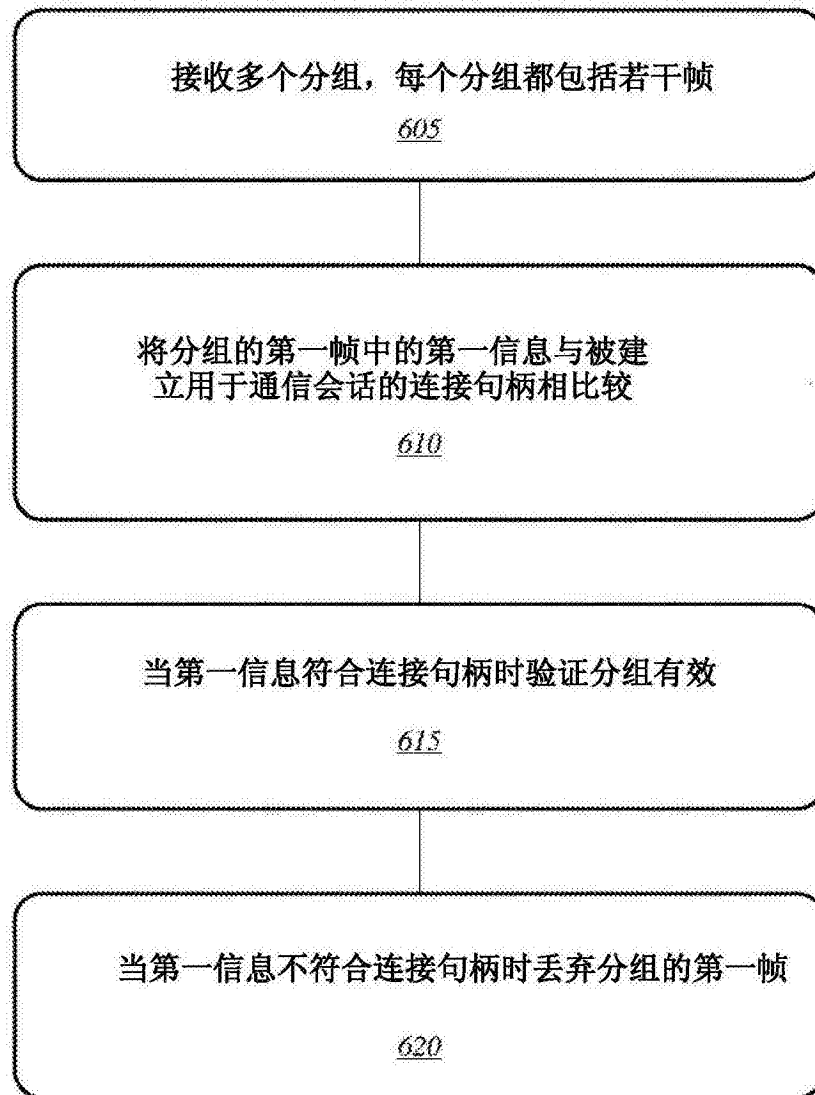 接收多个分组，每个分组都包括若干帧
605
将分组的第一帧中的第一信息与被建
立用于通信会话的连接句柄相比较
610
当第一信息符合连接句柄时验证分组有效
615
当第一信息不符合连接句柄时丢弃分组的第一帧
620